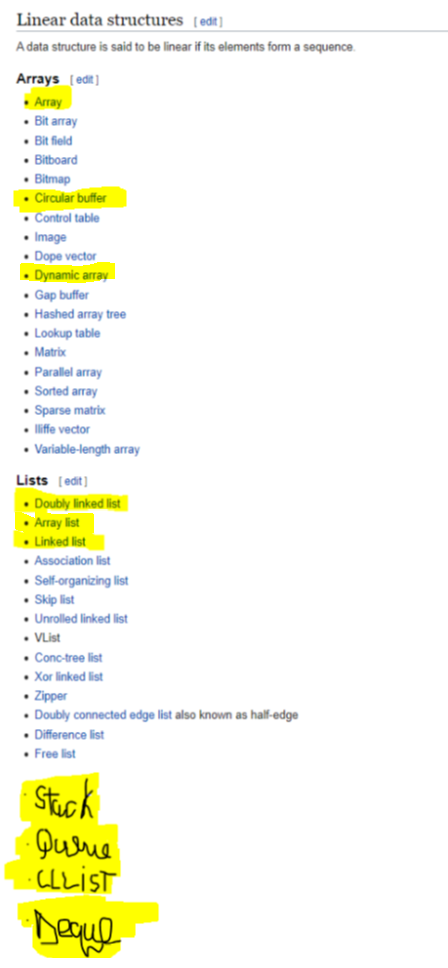 Linear data structures [ edit ]
A data structure is said to be linear if its elements form a sequence.
Arrays [ edit ]
• Array
• Bit array
• Bit field
• Bitboard
• Bitmap
• Circular buffer
• Control table
• Image
• Dope vector
• Dynamic array
• Gap buffer
• Hashed array tree
• Lookup table
• Matrix
• Parallel array
• Sorted array
• Sparse matrix
• Iliffe vector
• Variable-length array
Lists [ edit ]
• Doubly linked list
• Array list
• Linked list
• Association list
• Self-organizing list
• Skip list
• Unrolled linked list
• VList
• Conc-tree list
• Xor linked list
• Zipper
• Doubly connected edge list also known as half-edge
• Difference list
• Free list
· Stack
· Queue
· CLLIST
· Deque